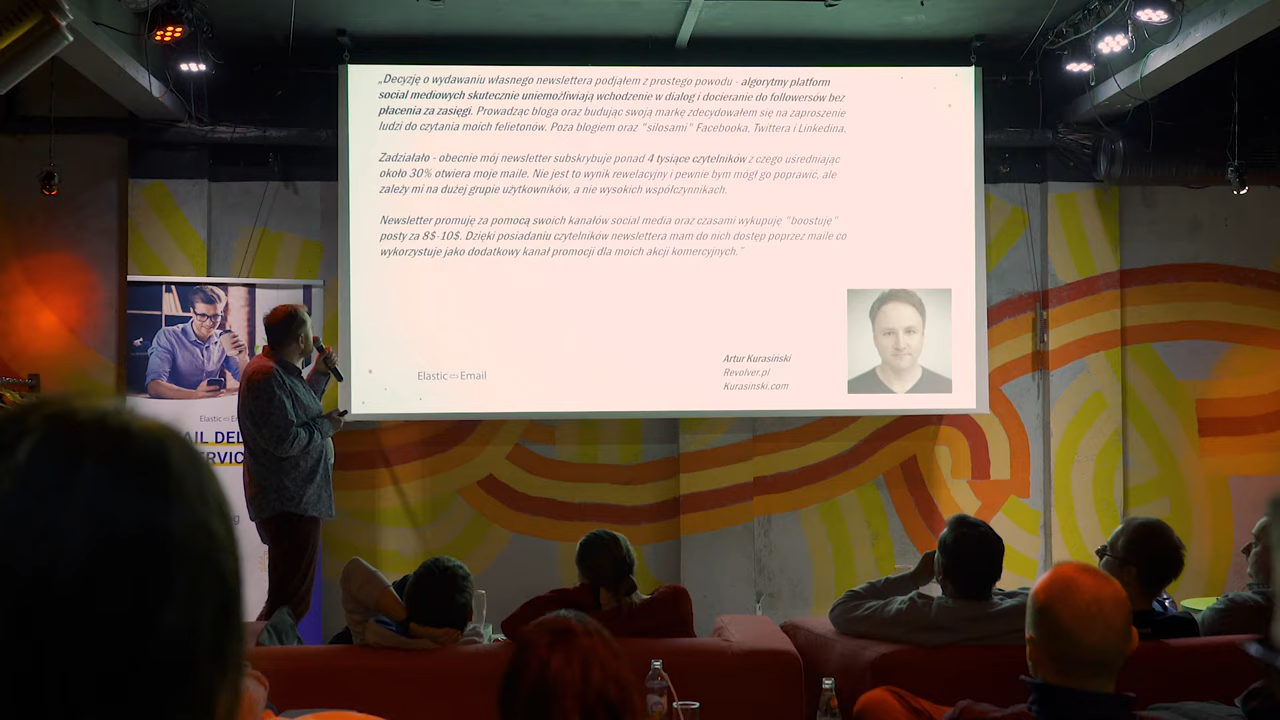 „Decyzję o wydawaniu własnego newslettera podjąłem z prostego powodu - algorytmy platform
social mediowych skutecznie uniemożliwiają wchodzenie w dialog i docieranie do followersów bez
płacenia za zasięgi. Prowadząc bloga oraz budując swoją markę zdecydowałem się na zaproszenie
ludzi do czytania moich felietonów. Poza blogiem oraz "silosami" Facebooka, Twittera i Linkedina.
Zadziałało - obecnie mój newsletter subskrybuje ponad 4 tysiące czytelników z czego uśredniając
około 30% otwiera moje maile. Nie jest to wynik rewelacyjny i pewnie bym mógł go poprawić, ale
zależy mi na dużej grupie użytkowników, a nie wysokich współczynnikach.
Newsletter promuję za pomocą swoich kanałów social media oraz czasami wykupuję "boostuję"
posty za 8$-10$. Dzięki posiadaniu czytelników newslettera mam do nich dostęp poprzez maile co
wykorzystuje jako dodatkowy kanał promocji dla moich akcji komercyjnych."
Artur Kurasiński
Revolver.pl
Kurasinski.com
Elastic Email
Elastic E
AIL DEL
ERVIC